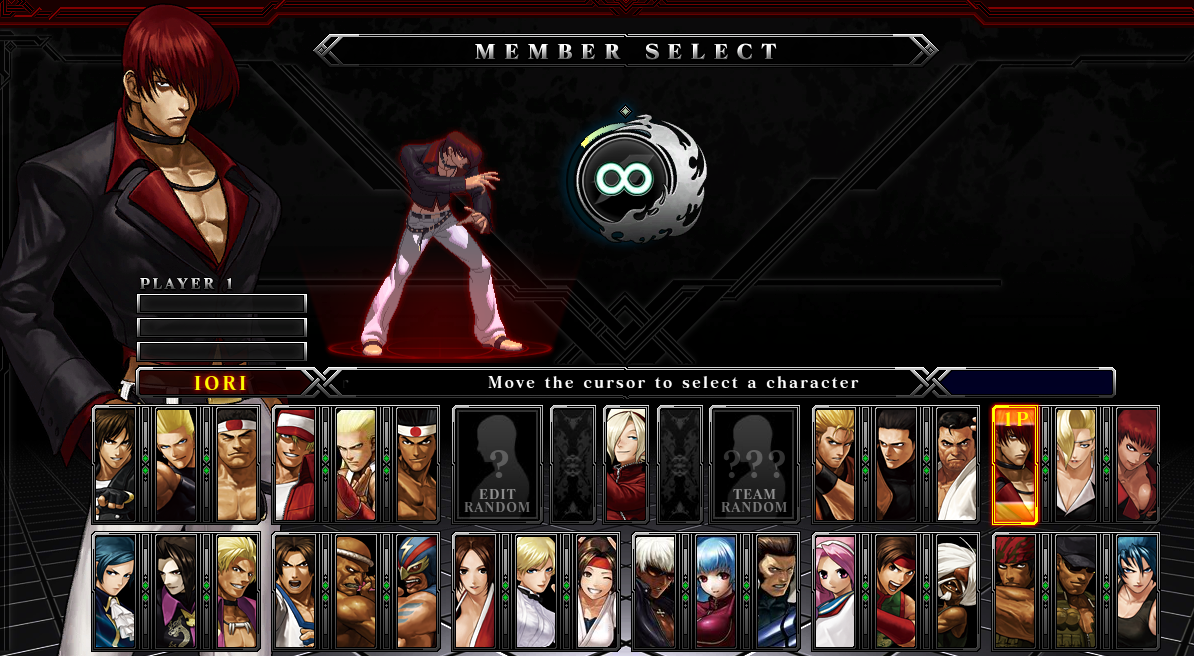 MEMBER SELECT
∞
PLAYER 1
IORI
Move the cursor to select a character
1P
?
EDIT
RANDOM
???
TEAM
RANDOM